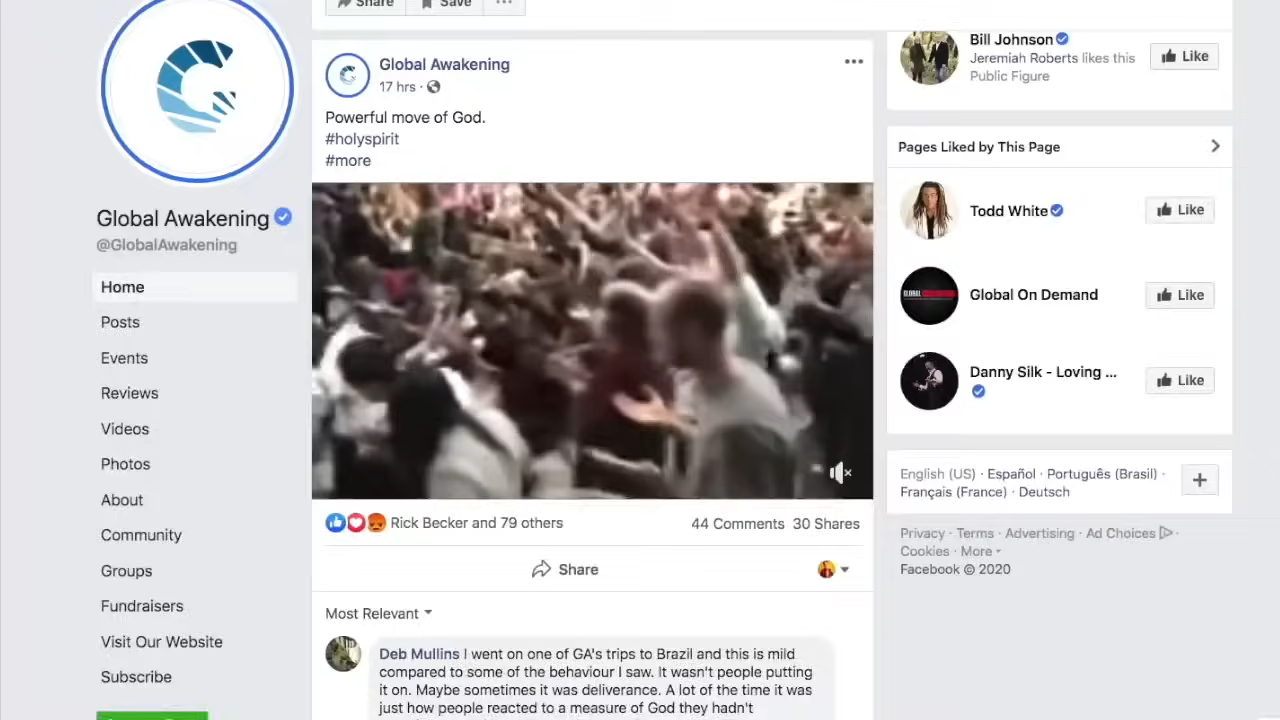 Share
Save
Global Awakening
17 hrs ·
Powerful move of God.
#holyspirit
#more
Global Awakening
@GlobalAwakening
Home
Posts
Events
Reviews
Videos
Photos
About
Community
Groups
Fundraisers
Visit Our Website
Subscribe
Rick Becker and 79 others
44 Comments 30 Shares
Share
Most Relevant
Deb Mullins I went on one of GA's trips to Brazil and this is mild
compared to some of the behaviour I saw. It wasn't people putting
it on. Maybe sometimes it was deliverance. A lot of the time it was
just how people reacted to a measure of God they hadn't
Bill Johnson
Jeremiah Roberts likes this
Public Figure
Like
Pages Liked by This Page
Todd White
Like
Global On Demand
Like
Danny Silk - Loving ...
Like
English (US) · Español · Português (Brasil) ·
Français (France) · Deutsch
Privacy · Terms · Advertising · Ad Choices ·
Cookies · More
Facebook © 2020